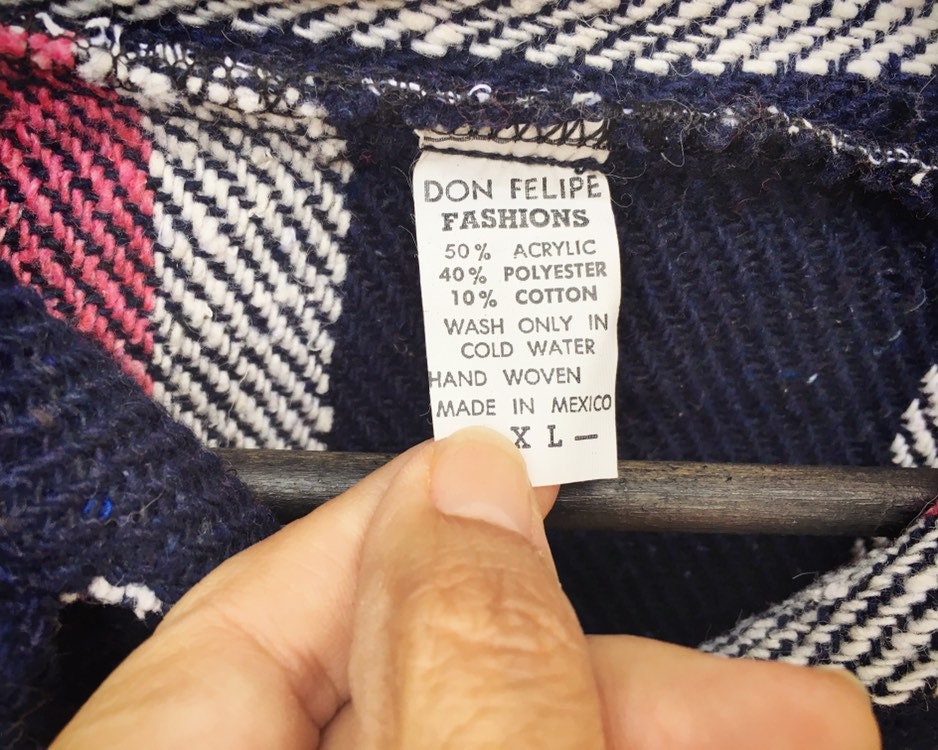 DON FELIPE
FASHIONS
50% ACRYLIC
40% POLYESTER
10% COTTON
WASH ONLY IN
COLD WATER
HAND WOVEN
MADE IN MEXICO
XL—